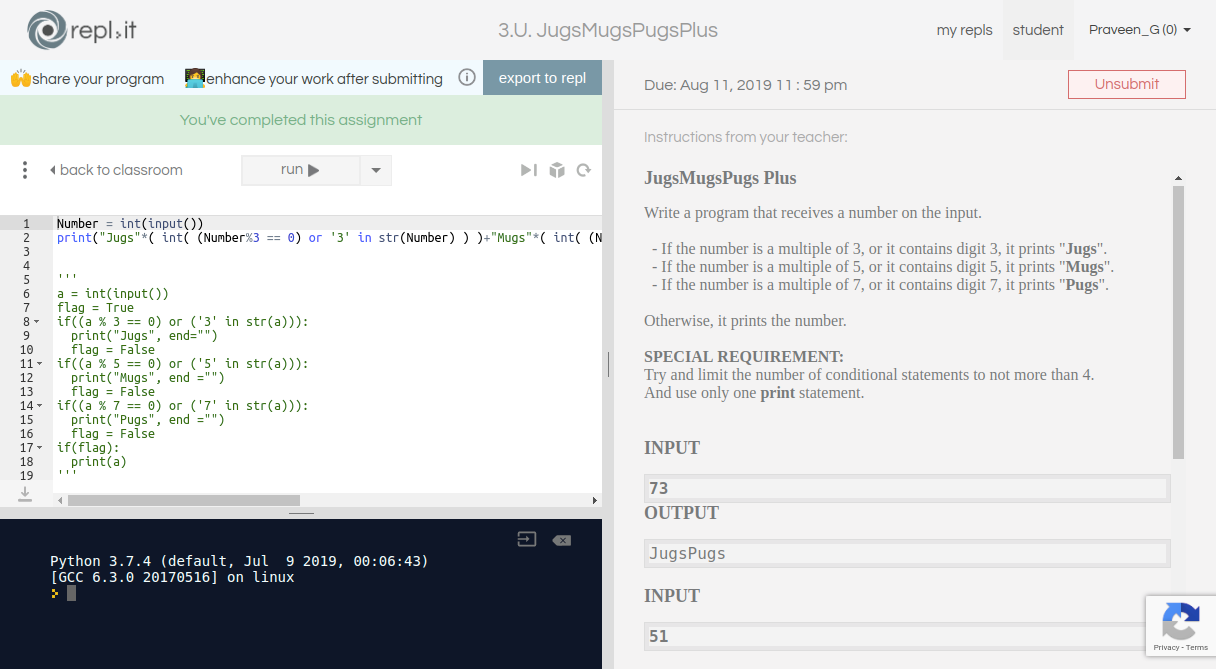 repl.it
3.U. JugsMugsPugsPlus
my repls
student
Praveen_G (0)
🙌share your program
👩‍💻enhance your work after submitting
export to repl
You've completed this assignment
back to classroom
run
1 Number = int(input())
2 print("Jugs"*( int( (Number%3 == 0) or '3' in str(Number) ) )+"Mugs"*( int( (N
3
4
5 '''
6 a = int(input())
7 flag = True
8 if((a % 3 == 0) or ('3' in str(a))):
9   print("Jugs", end="")
10   flag = False
11 if((a % 5 == 0) or ('5' in str(a))):
12   print("Mugs", end ="")
13   flag = False
14 if((a % 7 == 0) or ('7' in str(a))):
15   print("Pugs", end ="")
16   flag = False
17 if(flag):
18   print(a)
19 '''
Python 3.7.4 (default, Jul  9 2019, 00:06:43)
[GCC 6.3.0 20170516] on linux
Due: Aug 11, 2019 11 : 59 pm
Unsubmit
Instructions from your teacher:
JugsMugsPugs Plus
Write a program that receives a number on the input.
- If the number is a multiple of 3, or it contains digit 3, it prints "Jugs".
- If the number is a multiple of 5, or it contains digit 5, it prints "Mugs".
- If the number is a multiple of 7, or it contains digit 7, it prints "Pugs".
Otherwise, it prints the number.
SPECIAL REQUIREMENT:
Try and limit the number of conditional statements to not more than 4.
And use only one print statement.
INPUT
73
OUTPUT
JugsPugs
INPUT
51
Privacy - Terms